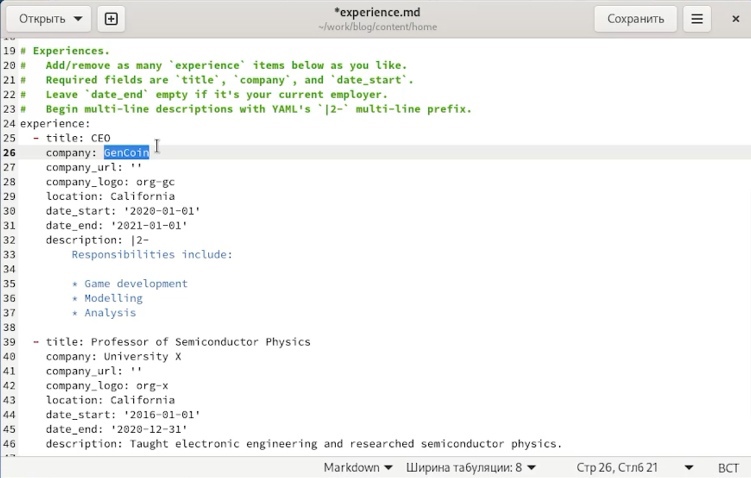 Открыть
*experience.md
~/work/blog/content/home
Сохранить
19 # Experiences.
20 #   Add/remove as many `experience` items below as you like.
21 #   Required fields are `title`, `company`, and `date_start`.
22 #   Leave `date_end` empty if it's your current employer.
23 #   Begin multi-line descriptions with YAML's `|2-` multi-line prefix.
24 experience:
25   - title: CEO
26     company: GenCoin
27     company_url: ''
28     company_logo: org-gc
29     location: California
30     date_start: '2020-01-01'
31     date_end: '2021-01-01'
32     description: |2-
33         Responsibilities include:
34
35         * Game development
36         * Modelling
37         * Analysis
38
39   - title: Professor of Semiconductor Physics
40     company: University X
41     company_url: ''
42     company_logo: org-x
43     location: California
44     date_start: '2016-01-01'
45     date_end: '2020-12-31'
46     description: Taught electronic engineering and researched semiconductor physics.
Markdown Ширина табуляции: 8 Стр 26, Стлб 21 ВСТ